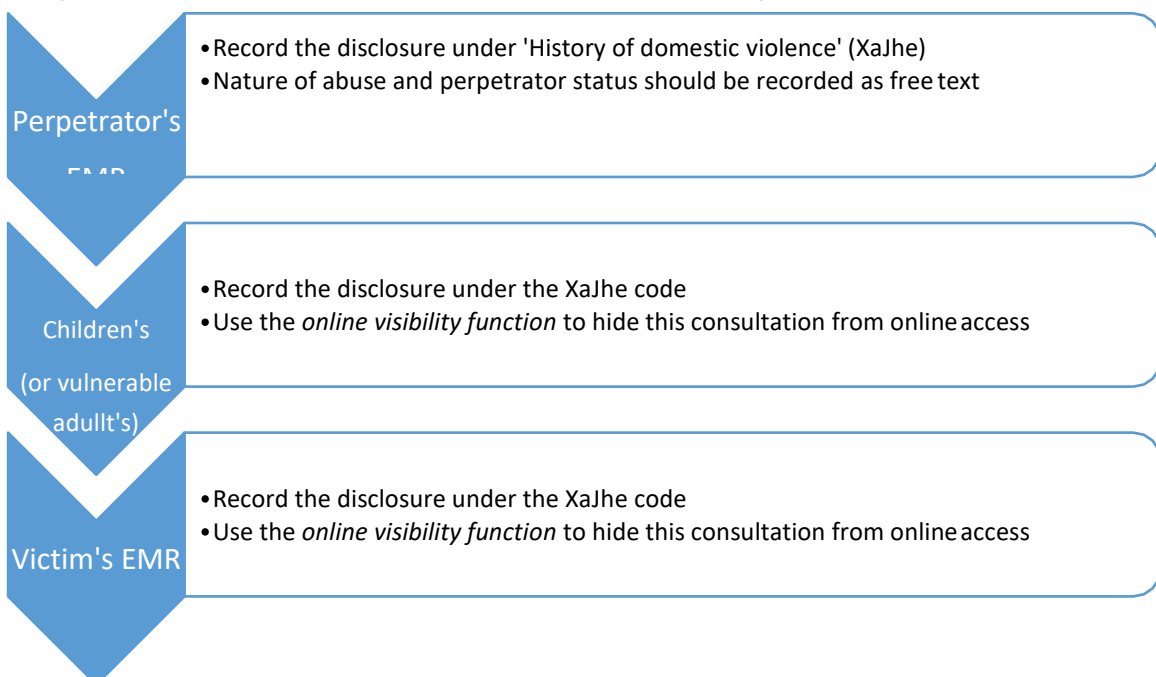 Perpetrator's
EMR
•Record the disclosure under 'History of domestic violence' (XaJhe)
•Nature of abuse and perpetrator status should be recorded as free text
Children's
(or vulnerable
adullt's)
•Record the disclosure under the XaJhe code
•Use the online visibility function to hide this consultation from online access
Victim's EMR
•Record the disclosure under the XaJhe code
•Use the online visibility function to hide this consultation from online access